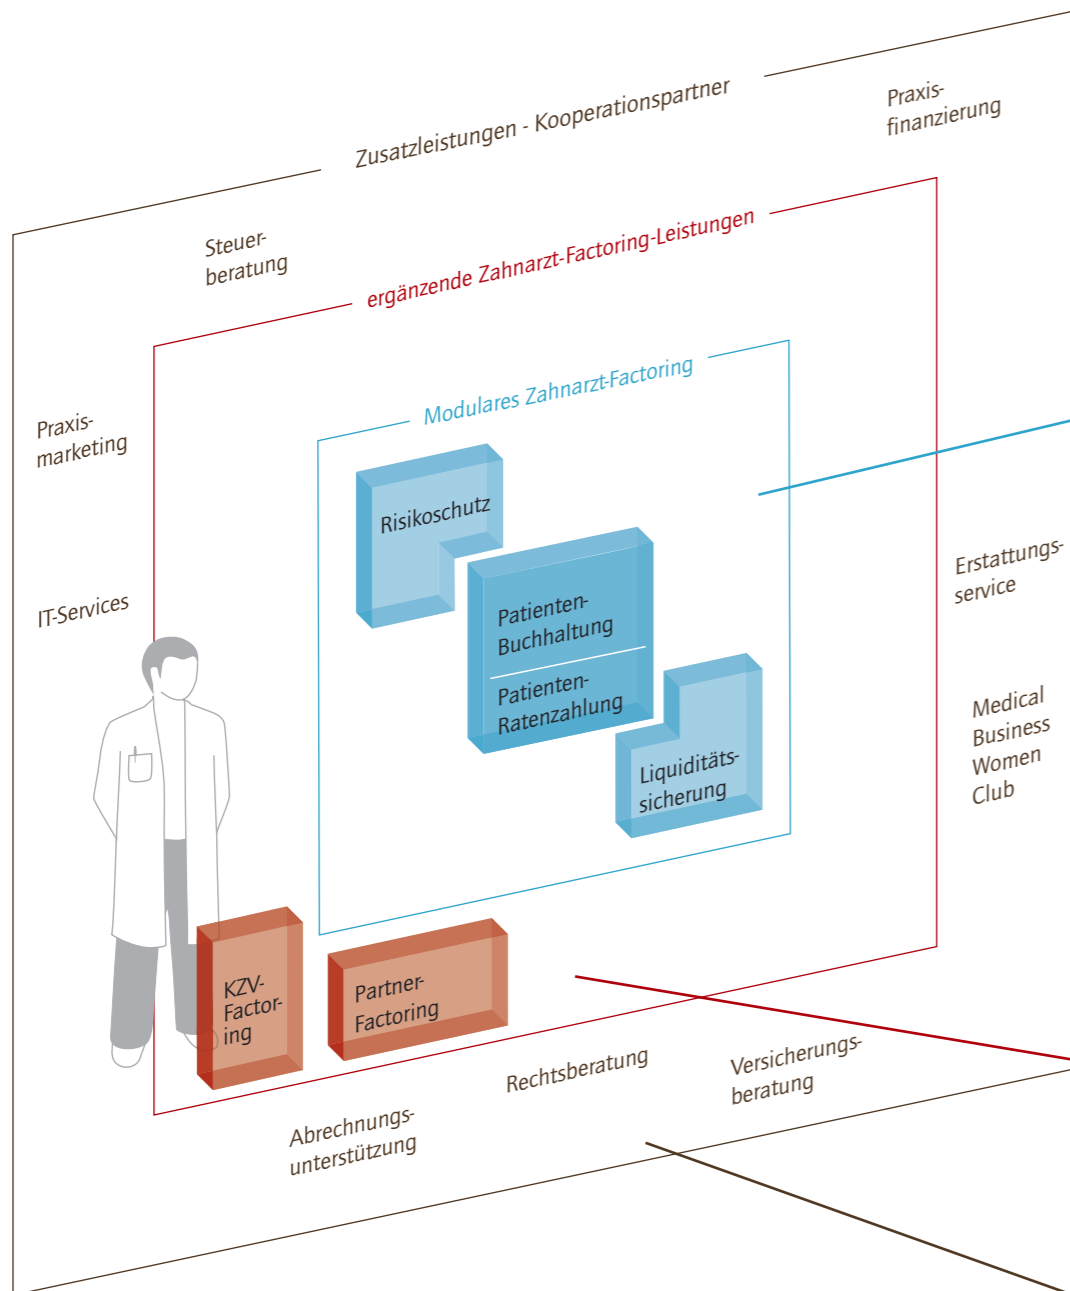 Zusatzleistungen - Kooperationspartner
Praxis-
finanzierung
Steuer-
beratung
ergänzende Zahnarzt-Factoring-Leistungen
Modulares Zahnarzt-Factoring
Praxis-
marketing
Risikoschutz
IT-Services
Patienten-
Buchhaltung
Patienten-
Ratenzahlung
Liquiditäts-
sicherung
Erstattungs-
service
Medical
Business
Women
Club
KZV-
Factor-
ing
Partner-
Factoring
Abrechnungs-
unterstützung
Rechtsberatung
Versicherungs-
beratung